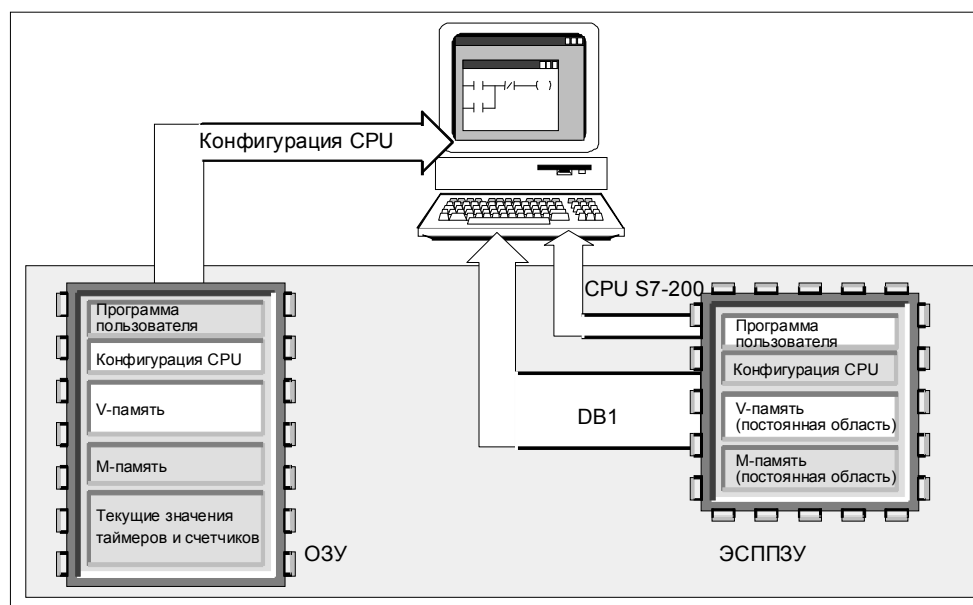 Конфигурация CPU
CPU S7-200
Программа
пользователя
Конфигурация CPU
V-память
М-память
Текущие значения
таймеров и счетчиков
ОЗУ
DB1
Программа
пользователя
Конфигурация CPU
V-память
(постоянная область)
М-память
(постоянная область)
ЭСППЗУ